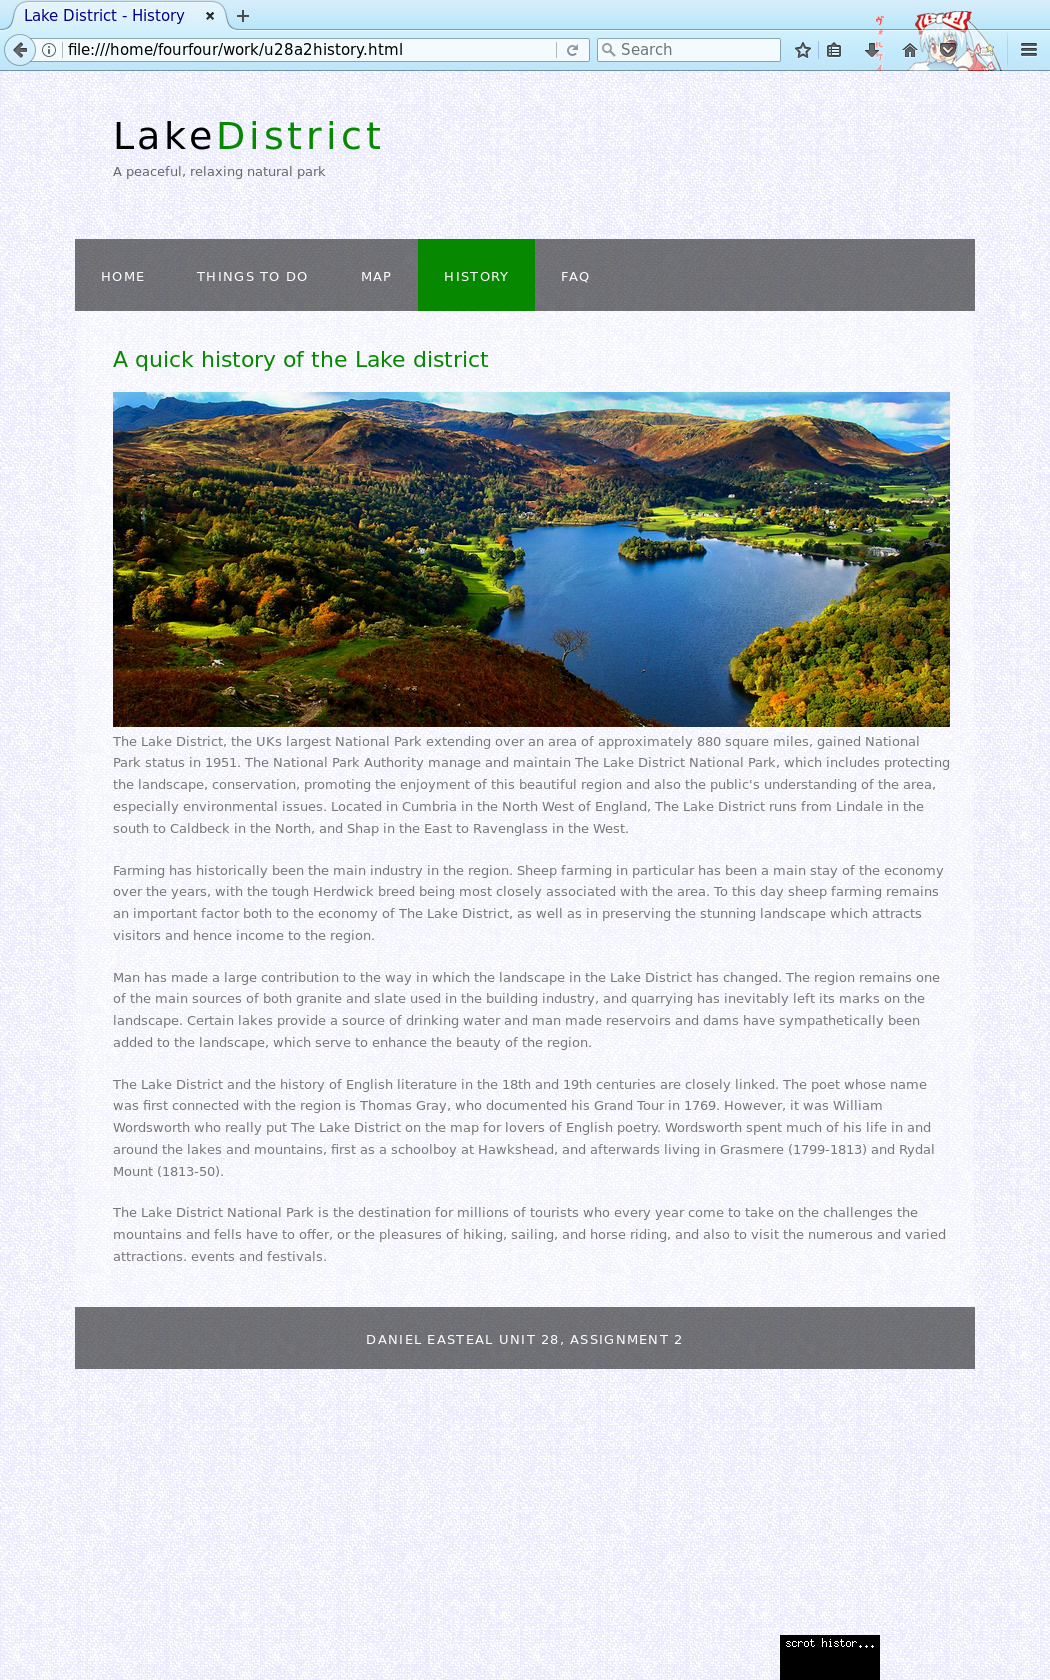 Lake District - History
file:///home/fourfour/work/u28a2history.html
Search
LakeDistrict
A peaceful, relaxing natural park
HOME THINGS TO DO MAP HISTORY FAQ
A quick history of the Lake district
The Lake District, the UKs largest National Park extending over an area of approximately 880 square miles, gained National
Park status in 1951. The National Park Authority manage and maintain The Lake District National Park, which includes protecting
the landscape, conservation, promoting the enjoyment of this beautiful region and also the public's understanding of the area,
especially environmental issues. Located in Cumbria in the North West of England, The Lake District runs from Lindale in the
south to Caldbeck in the North, and Shap in the East to Ravenglass in the West.
Farming has historically been the main industry in the region. Sheep farming in particular has been a main stay of the economy
over the years, with the tough Herdwick breed being most closely associated with the area. To this day sheep farming remains
an important factor both to the economy of The Lake District, as well as in preserving the stunning landscape which attracts
visitors and hence income to the region.
Man has made a large contribution to the way in which the landscape in the Lake District has changed. The region remains one
of the main sources of both granite and slate used in the building industry, and quarrying has inevitably left its marks on the
landscape. Certain lakes provide a source of drinking water and man made reservoirs and dams have sympathetically been
added to the landscape, which serve to enhance the beauty of the region.
The Lake District and the history of English literature in the 18th and 19th centuries are closely linked. The poet whose name
was first connected with the region is Thomas Gray, who documented his Grand Tour in 1769. However, it was William
Wordsworth who really put The Lake District on the map for lovers of English poetry. Wordsworth spent much of his life in and
around the lakes and mountains, first as a schoolboy at Hawkshead, and afterwards living in Grasmere (1799-1813) and Rydal
Mount (1813-50).
The Lake District National Park is the destination for millions of tourists who every year come to take on the challenges the
mountains and fells have to offer, or the pleasures of hiking, sailing, and horse riding, and also to visit the numerous and varied
attractions. events and festivals.
DANIEL EASTEAL UNIT 28, ASSIGNMENT 2
scrot histor...